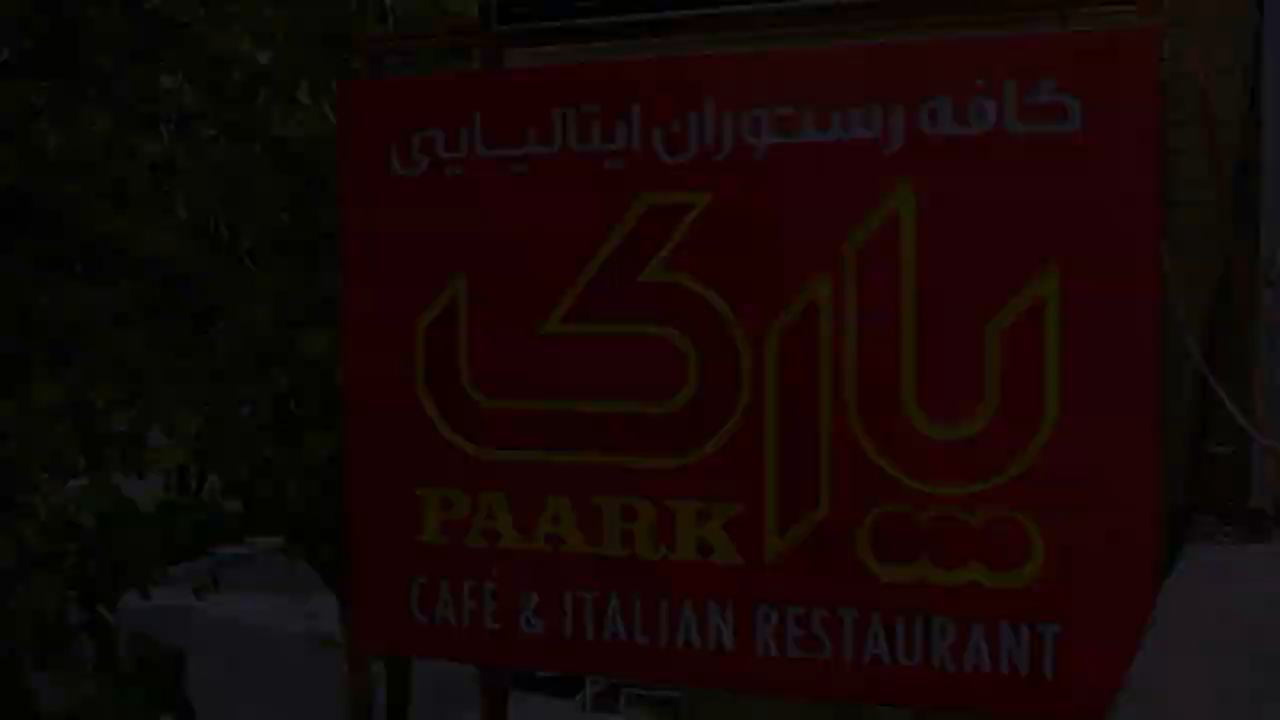 کافه رستوران ایتالیایی
پارک
PAARK
CAFÉ & ITALIAN RESTAURANT